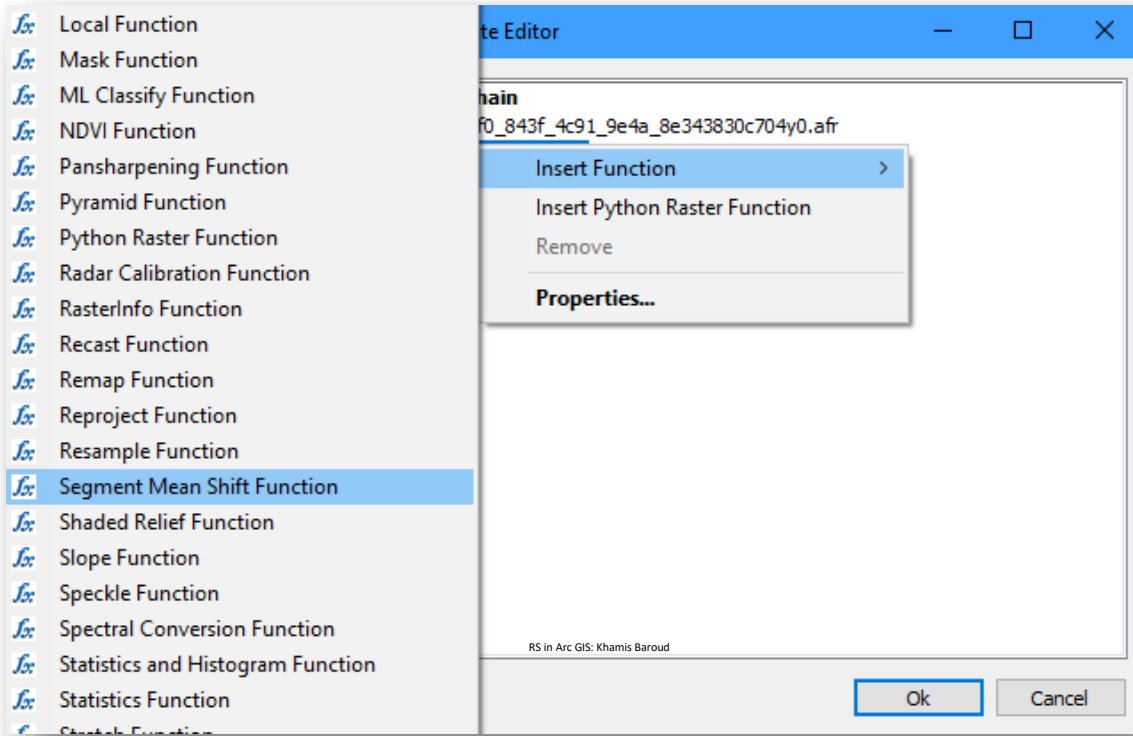 Local Function
Mask Function
ML Classify Function
NDVI Function
Pansharpening Function
Pyramid Function
Python Raster Function
Radar Calibration Function
RasterInfo Function
Recast Function
Remap Function
Reproject Function
Resample Function
Segment Mean Shift Function
Shaded Relief Function
Slope Function
Speckle Function
Spectral Conversion Function
Statistics and Histogram Function
Statistics Function
Stretch Function
te Editor
hain
f0_843f_4c91_9e4a_8e343830c704y0.afr
Insert Function
Insert Python Raster Function
Remove
Properties...
RS in Arc GIS: Khamis Baroud
Ok
Cancel